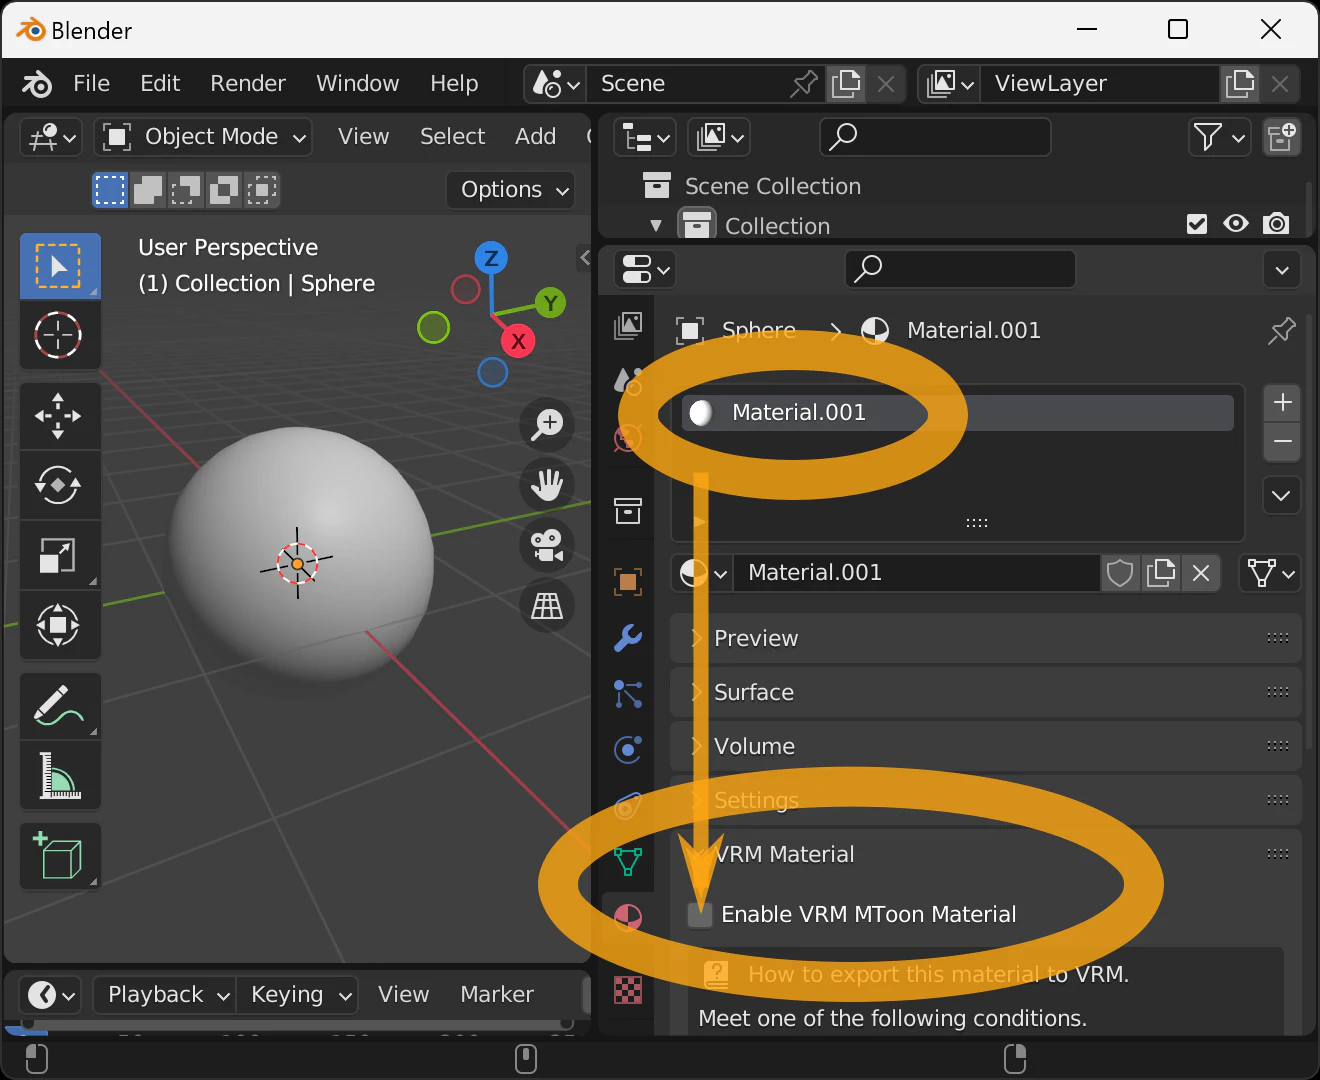 Blender
File Edit Render Window Help Scene ViewLayer
Object Mode View Select Add
Options
Scene Collection
Collection
User Perspective
(1) Collection | Sphere
Z
Y
X
Sphere Material.001
Material.001
Material.001
Preview
Surface
Volume
Settings
VRM Material
Enable VRM MToon Material
How to export this material to VRM.
Meet one of the following conditions.
Playback Keying View Marker